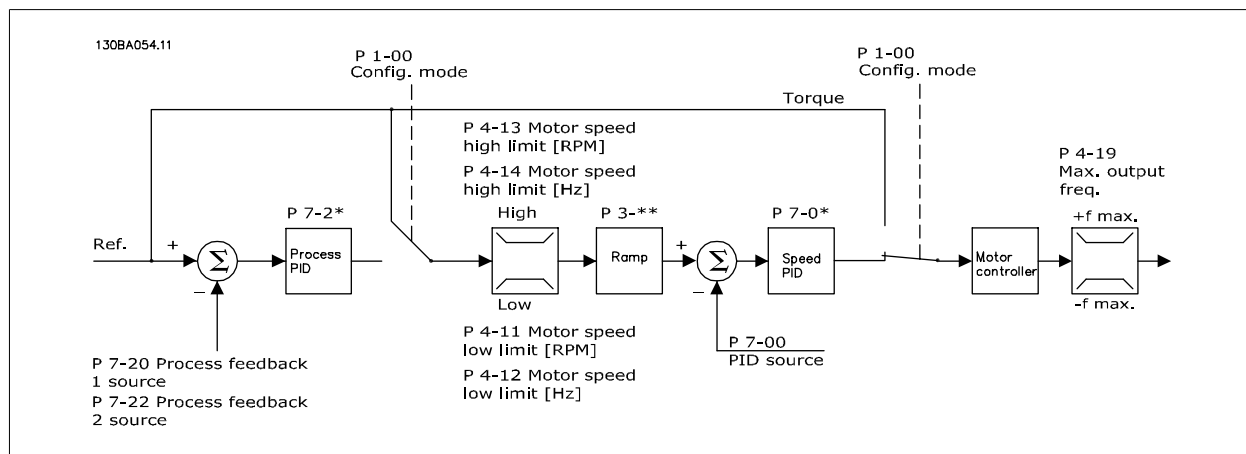 130BA054.11
P 1-00
Config. mode
P 1-00
Config. mode
Torque
P 4-13 Motor speed
high limit [RPM]
P 4-14 Motor speed
high limit [Hz]
P 4-19
Max. output
freq.
P 7-2*
High
P 3-**
P 7-0*
+f max.
Ref.
+
Σ
Process
PID
Ramp
+
Σ
Speed
PID
Motor
controller
−
Low
−
-f max.
P 7-20 Process feedback
1 source
P 7-22 Process feedback
2 source
P 4-11 Motor speed
low limit [RPM]
P 4-12 Motor speed
low limit [Hz]
P 7-00
PID source